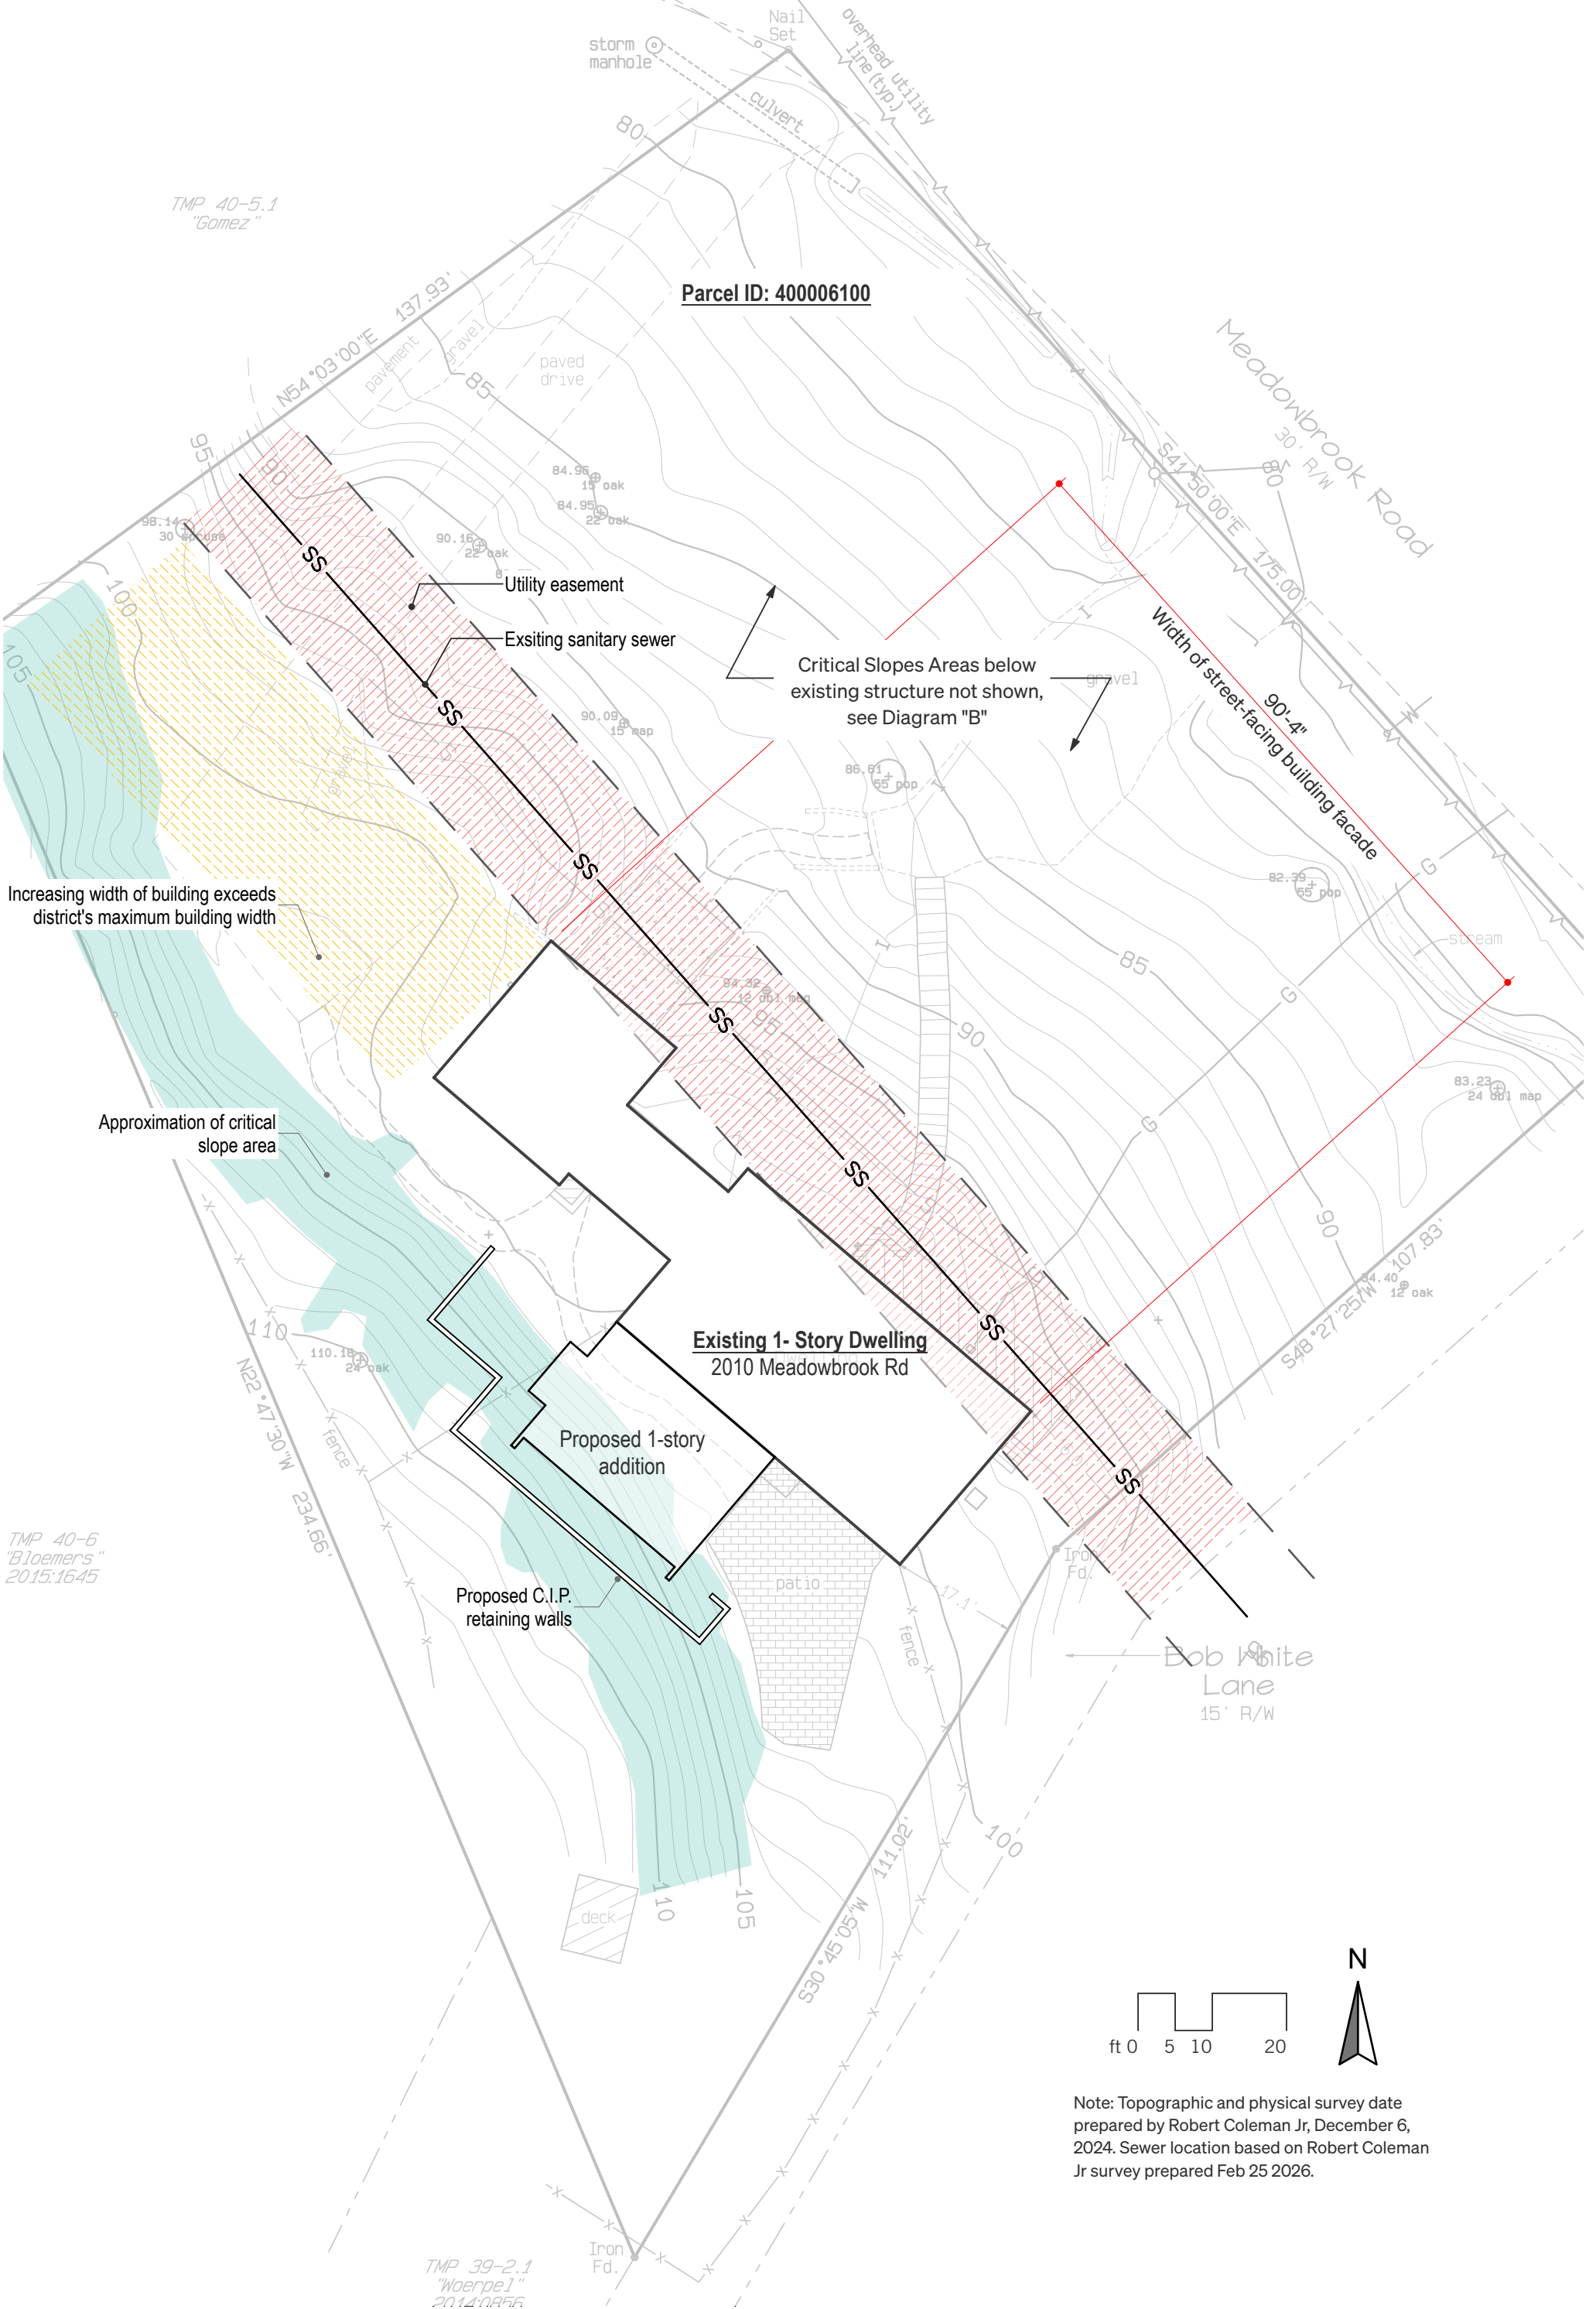 Nail
Set
overhead utility
line(typ.)
storm
manhole
culvert
80
TMP 40-5.1
"Gomez"
Parcel ID: 400006100
N54°03'00"E 137.93'
pavement
gravel
paved
drive
85
Meadowbrook Road
30' R/W
80
S41°50'00"E 175.00'
95
90
84.96
15 oak
84.95
22 oak
98.14
30 spruce
90.16
22 oak
Utility easement
SS
100
Exsiting sanitary sewer
105
Critical Slopes Areas below
existing structure not shown,
see Diagram "B"
gravel
Width of street-facing building facade
90'-4"
90.09
15 map
SS
W
86.61
55 pop
SS
G
82.39
55 pop
Increasing width of building exceeds
district's maximum building width
stream
85
94.32
12 dbl map
95
SS
G
90
83.23
24 dbl map
Approximation of critical
slope area
G
SS
90
S48°27'25"W 107.83'
94.40
12 oak
110
110.18
24 oak
SS
Existing 1- Story Dwelling
2010 Meadowbrook Rd
N22°47'30"W 234.66'
fence
Proposed 1-story
addition
SS
TMP 40-6
"Bloemers"
2015:1645
Iron
Fd.
patio
17.1'
Proposed C.I.P.
retaining walls
fence
Bob White
Lane
15' R/W
100
111.02'
S30°45'05"W
110
105
deck
N
ft 0 5 10 20
Note: Topographic and physical survey date
prepared by Robert Coleman Jr, December 6,
2024. Sewer location based on Robert Coleman
Jr survey prepared Feb 25 2026.
Iron
Fd.
TMP 39-2.1
"Woerpel"
2014:0856